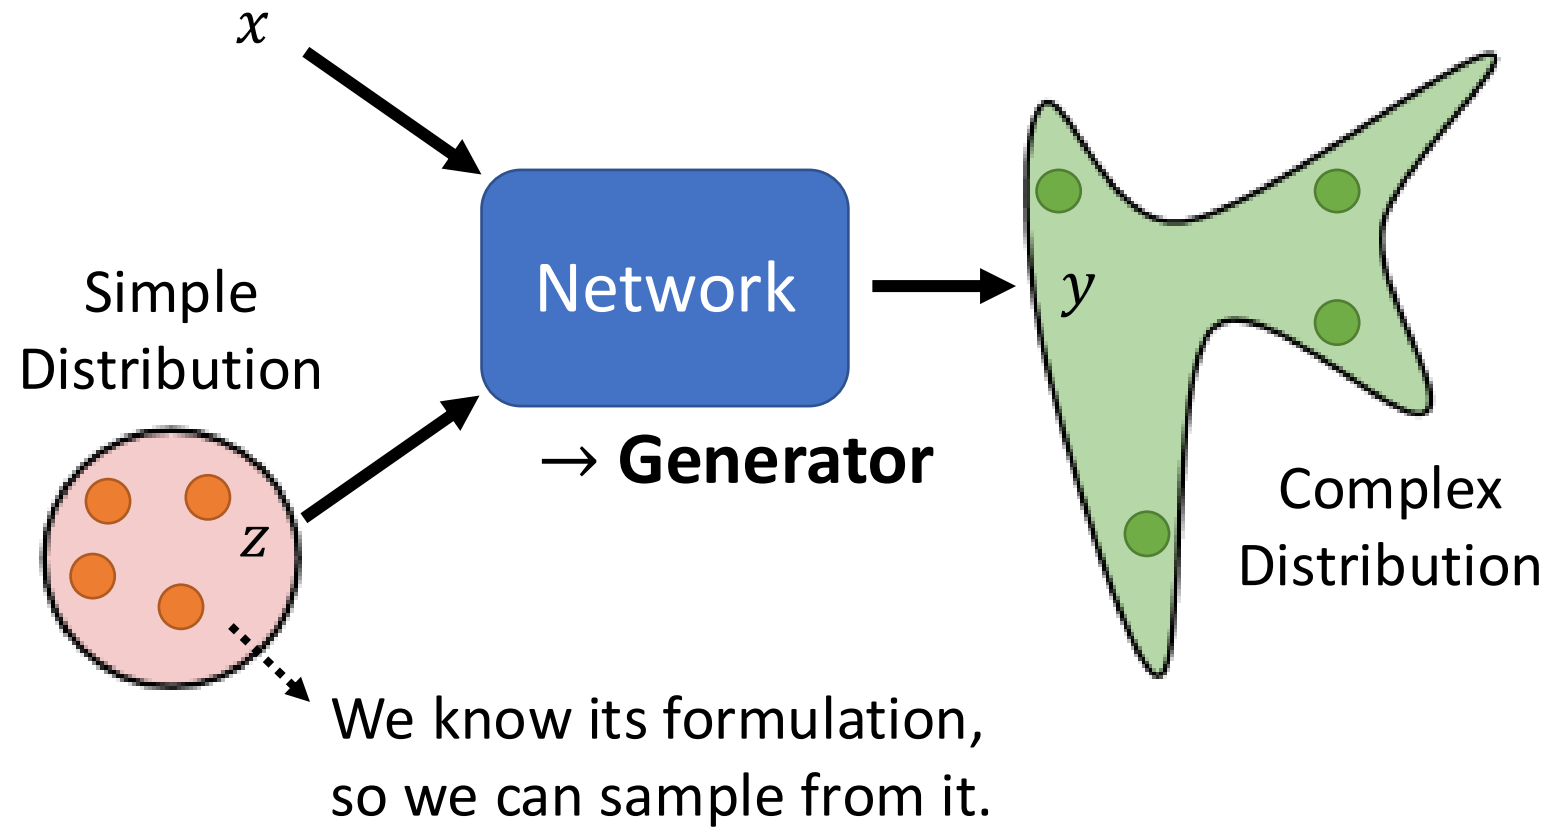 x
Simple
Distribution
z
Network
→ Generator
y
Complex
Distribution
We know its formulation,
so we can sample from it.